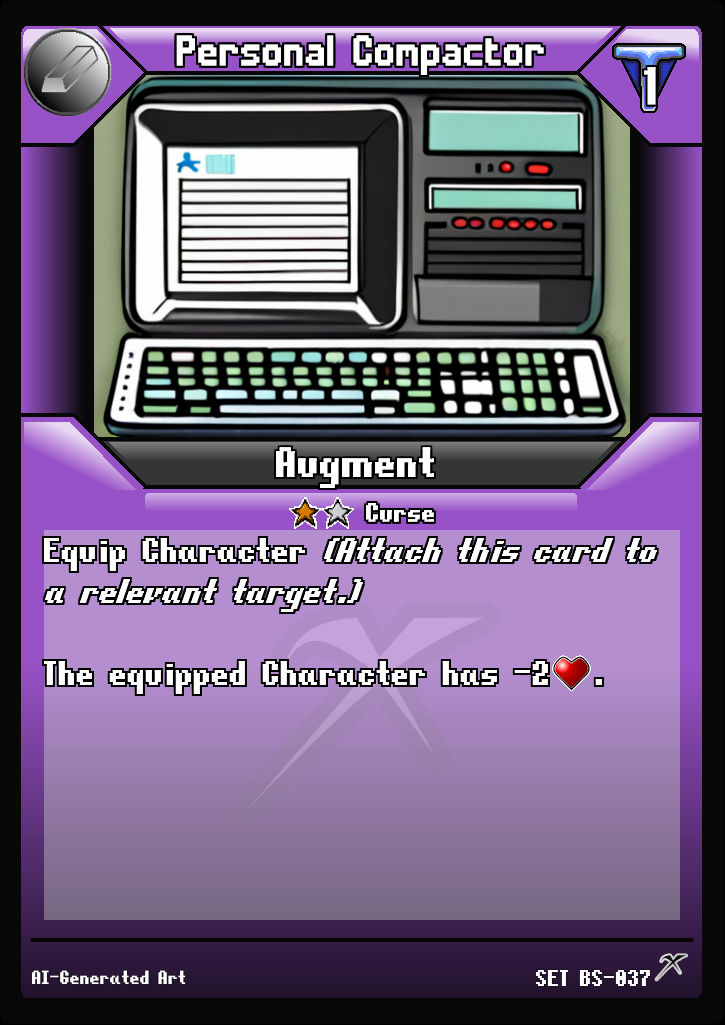 Personal Compactor
1
Augment
Curse
Equip Character (Attach this card to
a relevant target.)
The equipped Character has -2 .
AI-Generated Art
SET BS-037